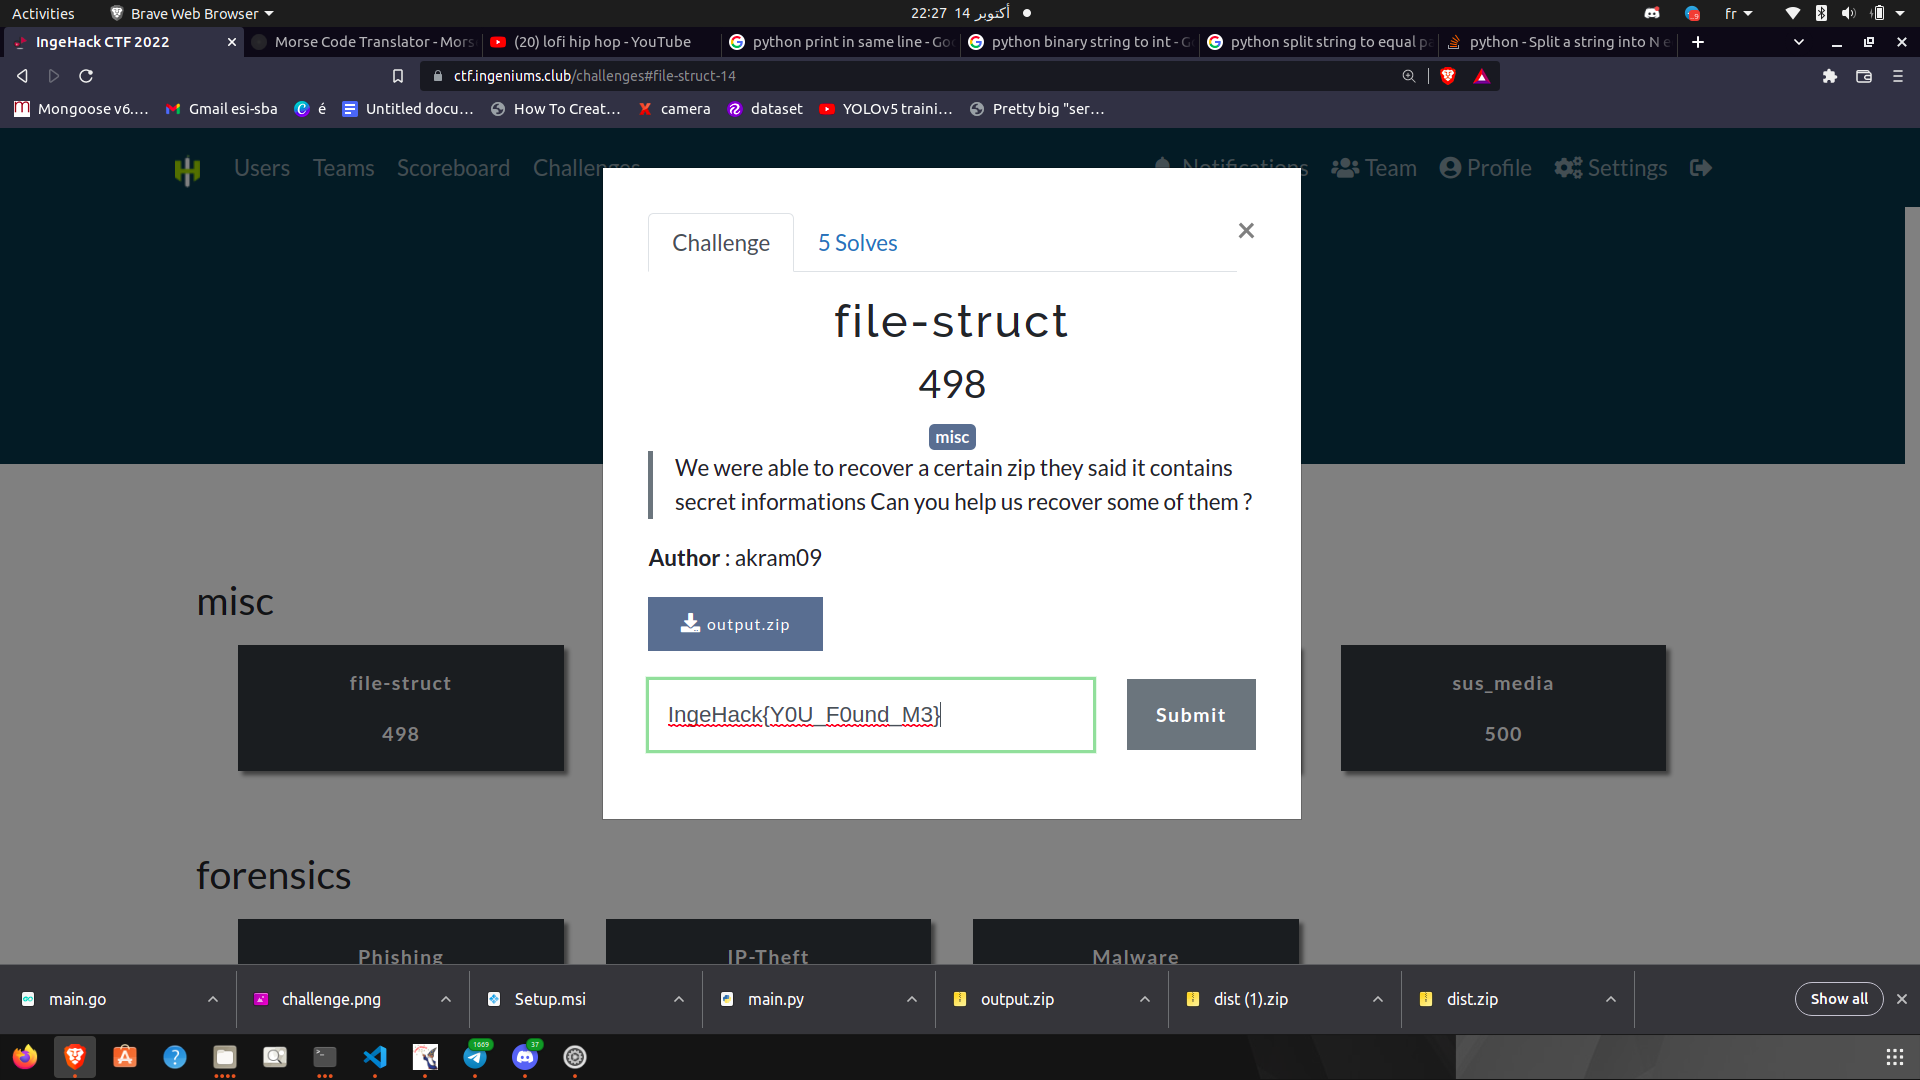 Activities
Brave Web Browser
22:27 14 أكتوبر
fr
IngeHack CTF 2022
Morse Code Translator - Mors
(20) lofi hip hop - YouTube
python print in same line - Goo
python binary string to int - G
python split string to equal pa
python - Split a string into N e
ctf.ingeniums.club/challenges#file-struct-14
Mongoose v6....
Gmail esi-sba
é
Untitled docu...
How To Creat...
camera
dataset
YOLOv5 traini...
Pretty big "ser...
Users
Teams
Scoreboard
Challenges
Notifications
Team
Profile
Settings
Challenge
5 Solves
×
file-struct
498
misc
We were able to recover a certain zip they said it contains
secret informations Can you help us recover some of them ?
Author : akram09
output.zip
IngeHack{Y0U_F0und_M3}
Submit
misc
file-struct
498
sus_media
500
forensics
Phishing
IP-Theft
Malware
main.go
challenge.png
Setup.msi
main.py
output.zip
dist (1).zip
dist.zip
Show all
1669
37